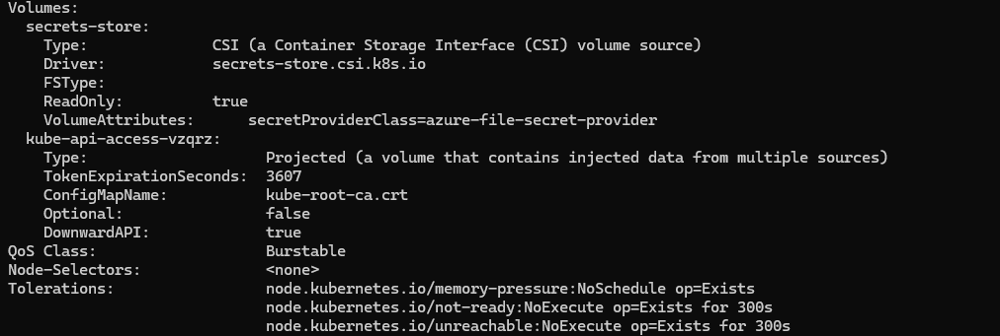 Volumes:
  secrets-store:
    Type:              CSI (a Container Storage Interface (CSI) volume source)
    Driver:            secrets-store.csi.k8s.io
    FSType:
    ReadOnly:          true
    VolumeAttributes:      secretProviderClass=azure-file-secret-provider
  kube-api-access-vzqrz:
    Type:                    Projected (a volume that contains injected data from multiple sources)
    TokenExpirationSeconds:  3607
    ConfigMapName:           kube-root-ca.crt
    Optional:                false
    DownwardAPI:             true
QoS Class:                   Burstable
Node-Selectors:              <none>
Tolerations:                 node.kubernetes.io/memory-pressure:NoSchedule op=Exists
                             node.kubernetes.io/not-ready:NoExecute op=Exists for 300s
                             node.kubernetes.io/unreachable:NoExecute op=Exists for 300s